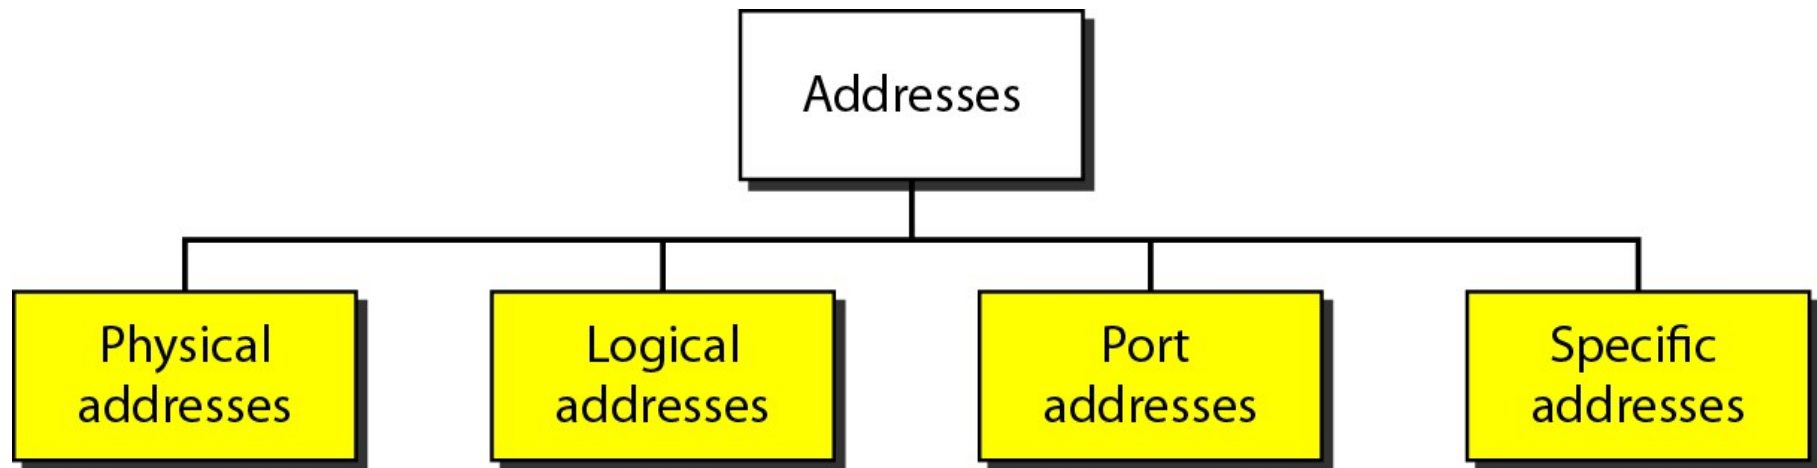 Addresses
Physical
addresses
Logical
addresses
Port
addresses
Specific
addresses